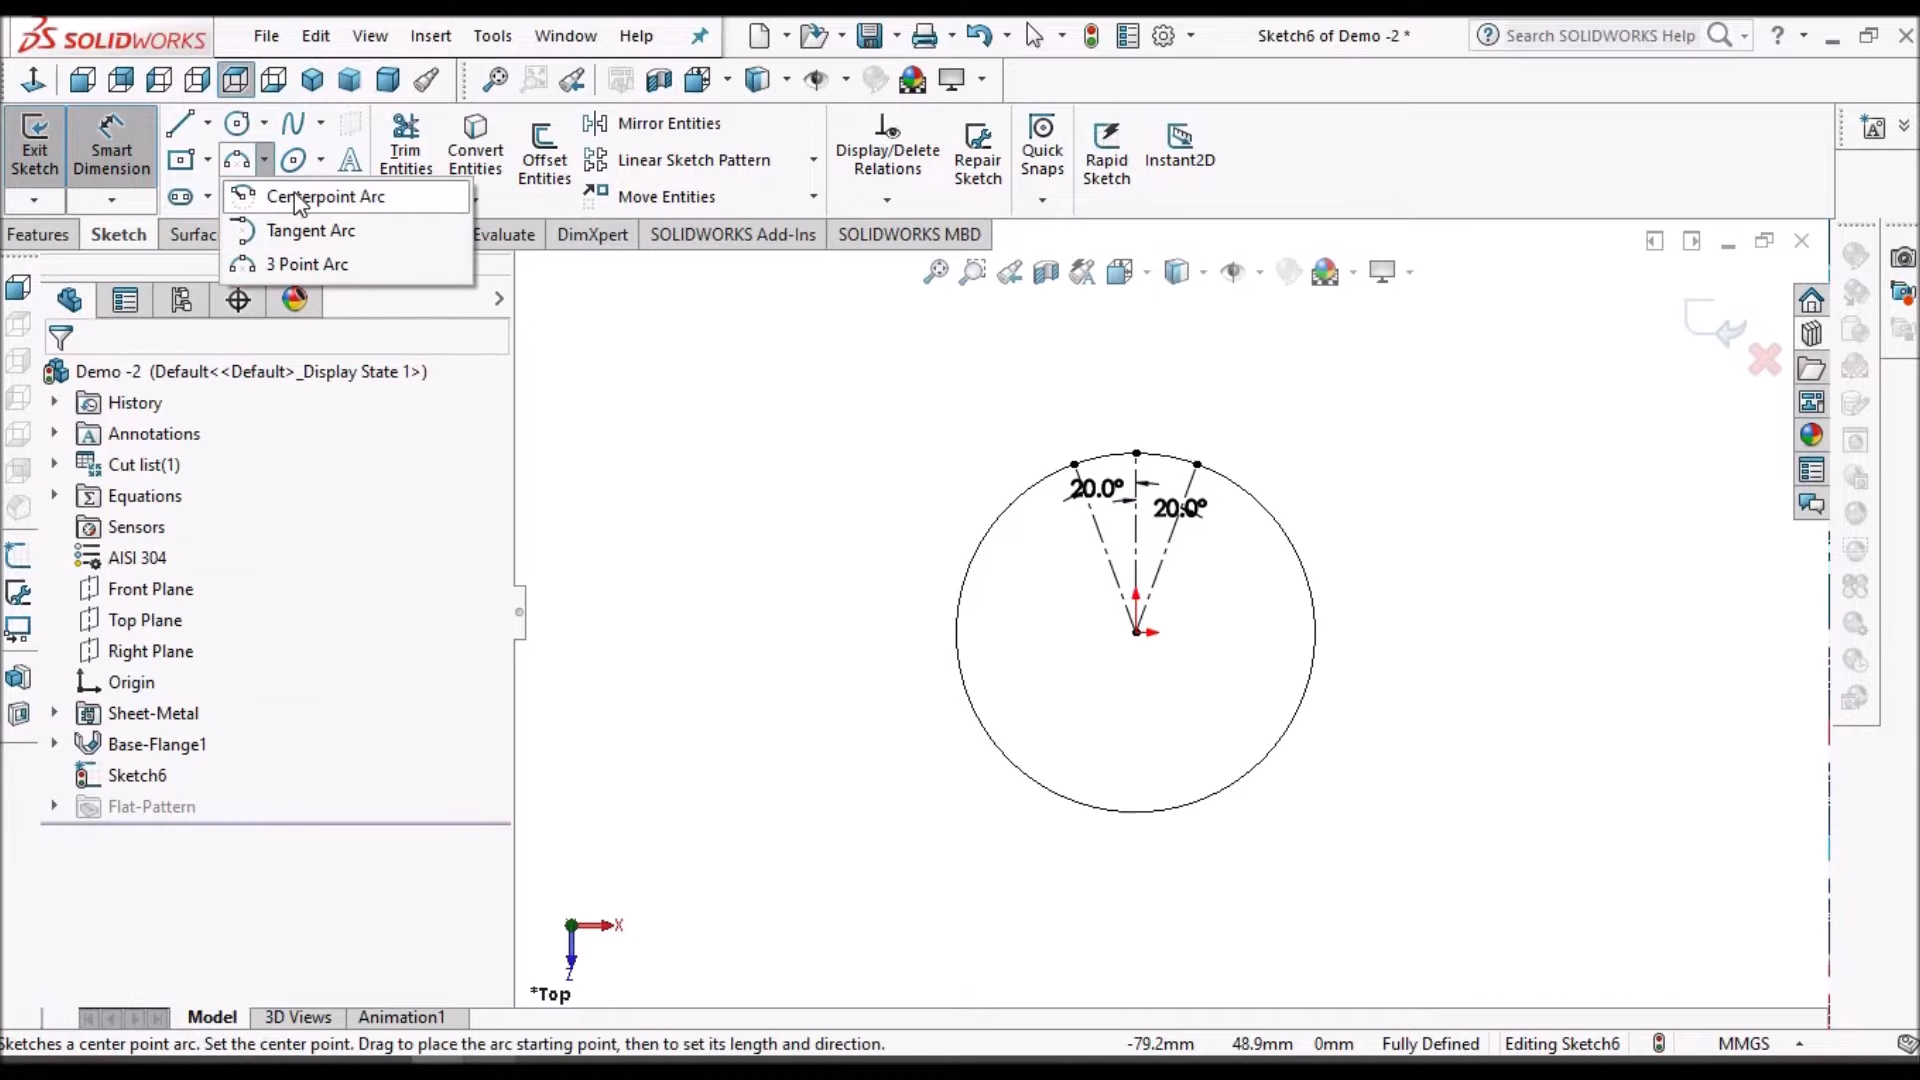 SOLIDWORKS
File Edit View Insert Tools Window Help
Sketch6 of Demo -2 *
Search SOLIDWORKS Help
?
Exit Sketch
Smart Dimension
Trim Entities
Convert Entities
Offset Entities
Mirror Entities
Linear Sketch Pattern
Move Entities
Display/Delete Relations
Repair Sketch
Quick Snaps
Rapid Sketch
Instant2D
Centerpoint Arc
Tangent Arc
3 Point Arc
Features Sketch Surfac Evaluate DimXpert SOLIDWORKS Add-Ins SOLIDWORKS MBD
Demo -2 (Default<<Default>_Display State 1>)
History
Annotations
Cut list(1)
Equations
Sensors
AISI 304
Front Plane
Top Plane
Right Plane
Origin
Sheet-Metal
Base-Flange1
Sketch6
Flat-Pattern
20.0°
20.0°
X
Z
*Top
Model 3D Views Animation1
Sketches a center point arc. Set the center point. Drag to place the arc starting point, then to set its length and direction. -79.2mm 48.9mm 0mm Fully Defined Editing Sketch6 MMGS